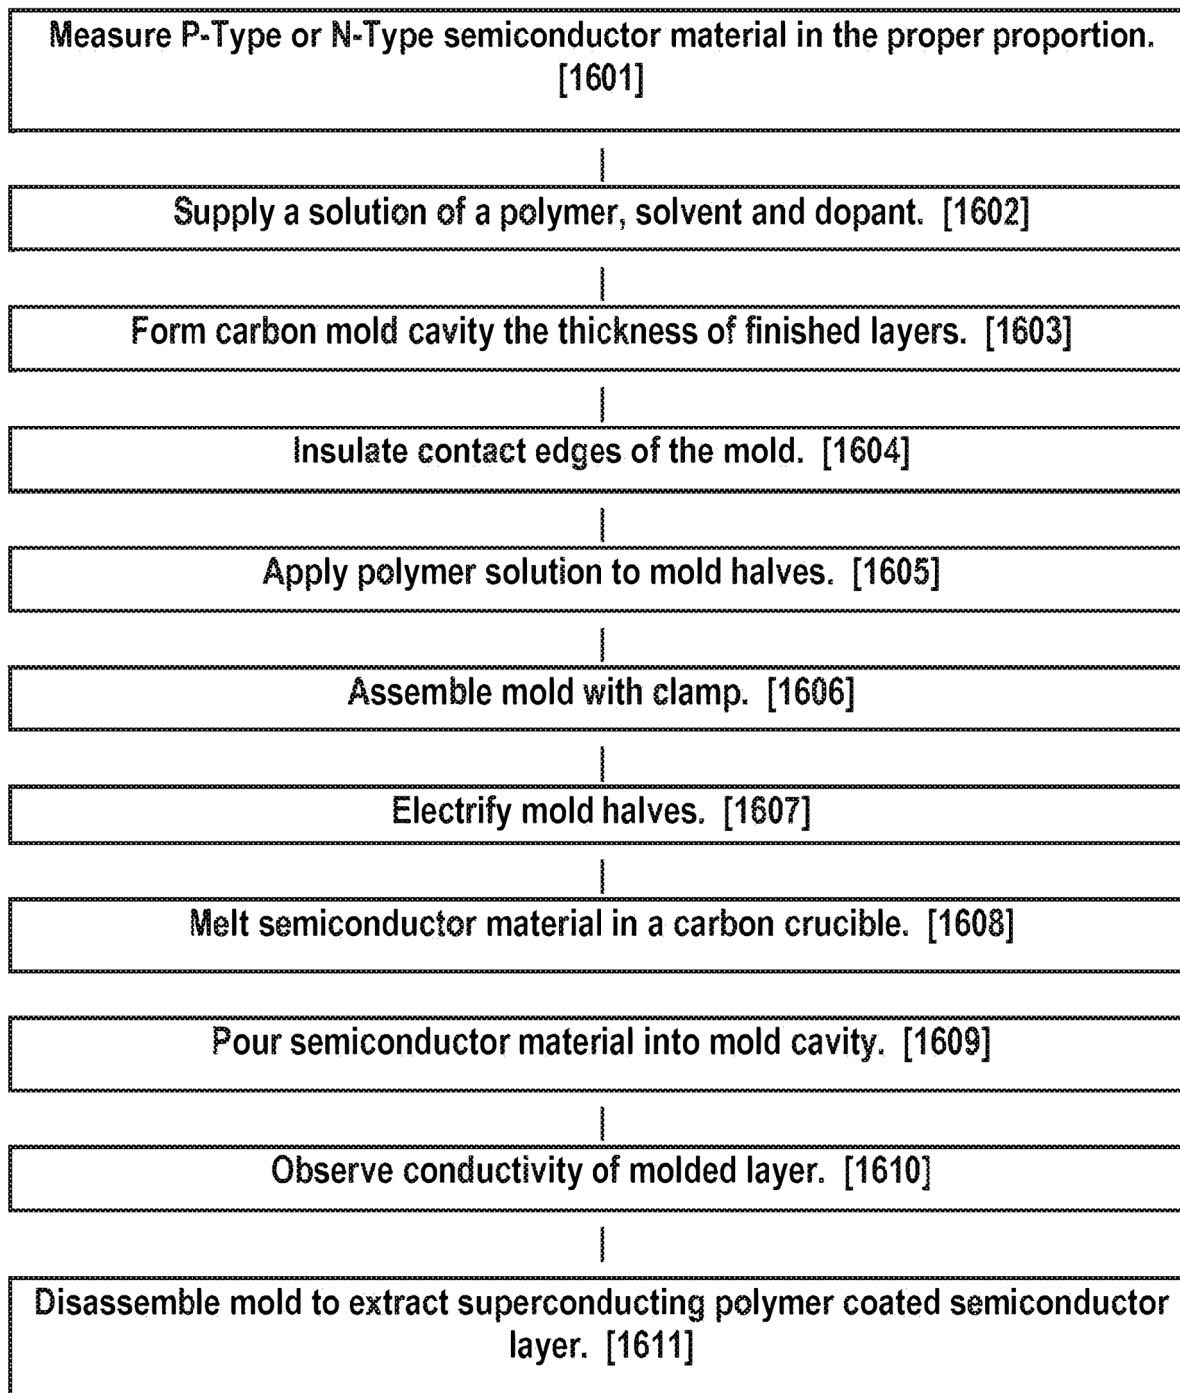 Measure P-Type or N-Type semiconductor material in the proper proportion.
[1601]
Supply a solution of a polymer, solvent and dopant. [1602]
Form carbon mold cavity the thickness of finished layers. [1603]
Insulate contact edges of the mold. [1604]
Apply polymer solution to mold halves. [1605]
Assemble mold with clamp. [1606]
Electrify mold halves. [1607]
Melt semiconductor material in a carbon crucible. [1608]
Pour semiconductor material into mold cavity. [1609]
Observe conductivity of molded layer. [1610]
Disassemble mold to extract superconducting polymer coated semiconductor
layer. [1611]